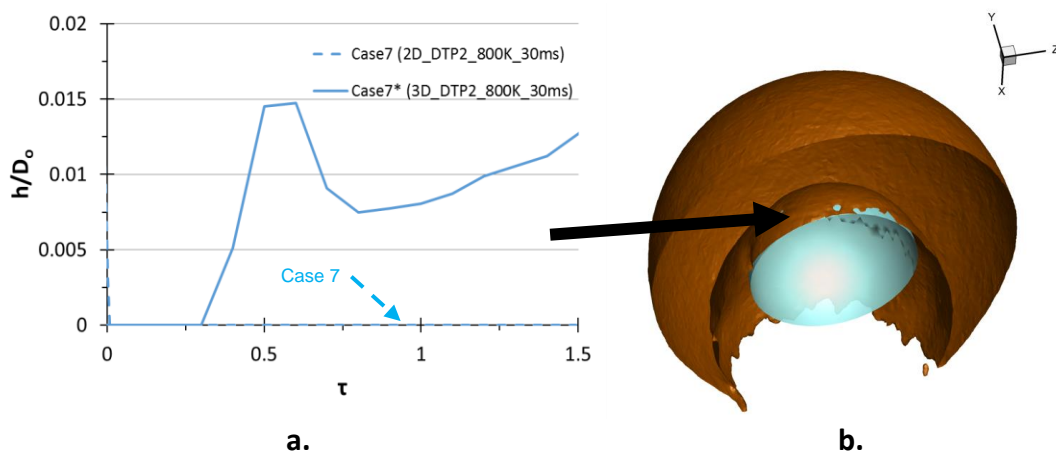 0.02
0.015
0.01
0.005
0
h/Dₒ
Case7 (2D_DTP2_800K_30ms)
Case7* (3D_DTP2_800K_30ms)
Case 7
0
0.5
1
1.5
τ
a.
Y
Z
X
b.